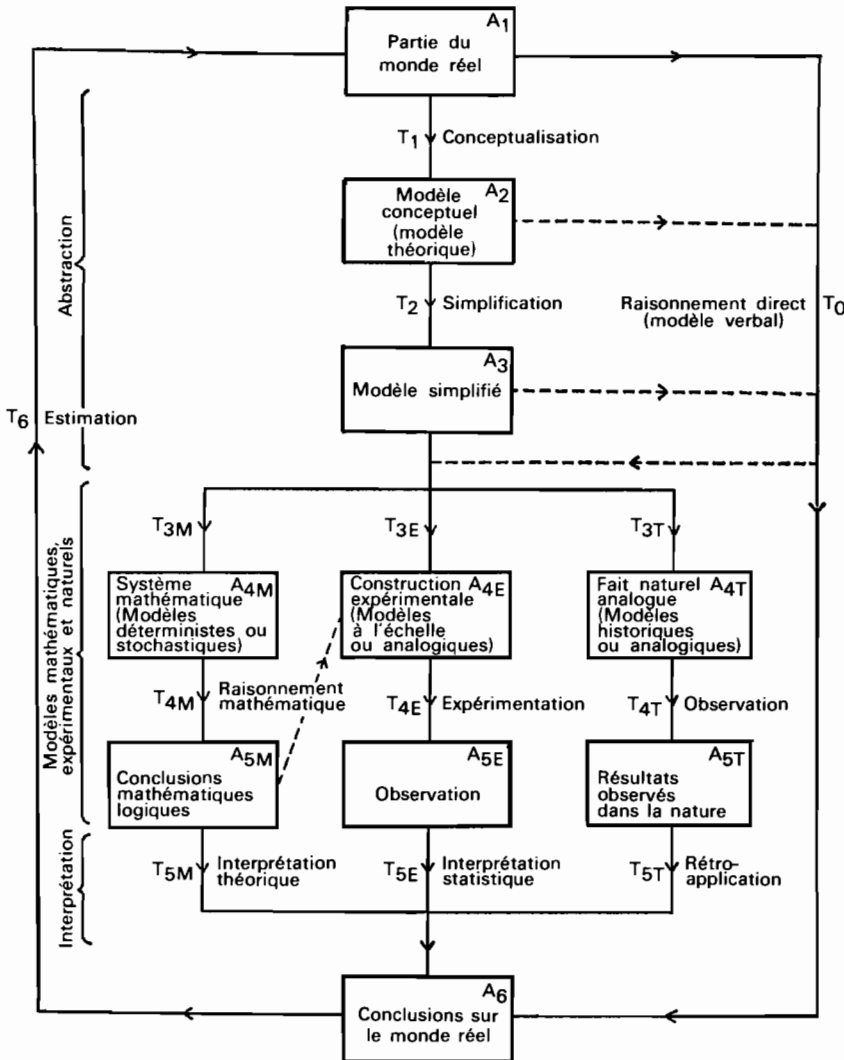 A1
Partie du
monde réel
T1 Conceptualisation
A2
Modèle
conceptuel
(modèle
théorique)
T2 Simplification
Raisonnement direct
(modèle verbal)
T0
Abstraction
A3
Modèle simplifié
T6 Estimation
T3M
T3E
T3T
Modèles mathématiques,
expérimentaux et naturels
Système A4M
mathématique
(Modèles
déterministes ou
stochastiques)
Construction A4E
expérimentale
(Modèles
à l'échelle
ou analogiques)
Fait naturel A4T
analogue
(Modèles
historiques
ou analogiques)
T4M Raisonnement
mathématique
T4E Expérimentation
T4T Observation
A5M
Conclusions
mathématiques
logiques
A5E
Observation
A5T
Résultats
observés
dans la nature
Interprétation
T5M Interprétation
théorique
T5E Interprétation
statistique
T5T Rétro-
application
A6
Conclusions sur
le monde réel